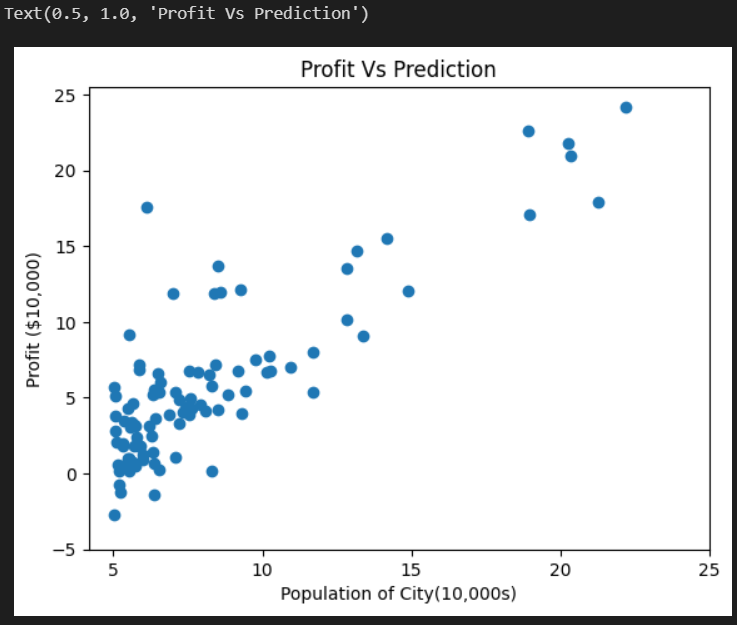 Text(0.5, 1.0, 'Profit Vs Prediction')
Profit Vs Prediction
25
20
15
10
5
0
−5
Profit ($10,000)
5 10 15 20 25
Population of City(10,000s)